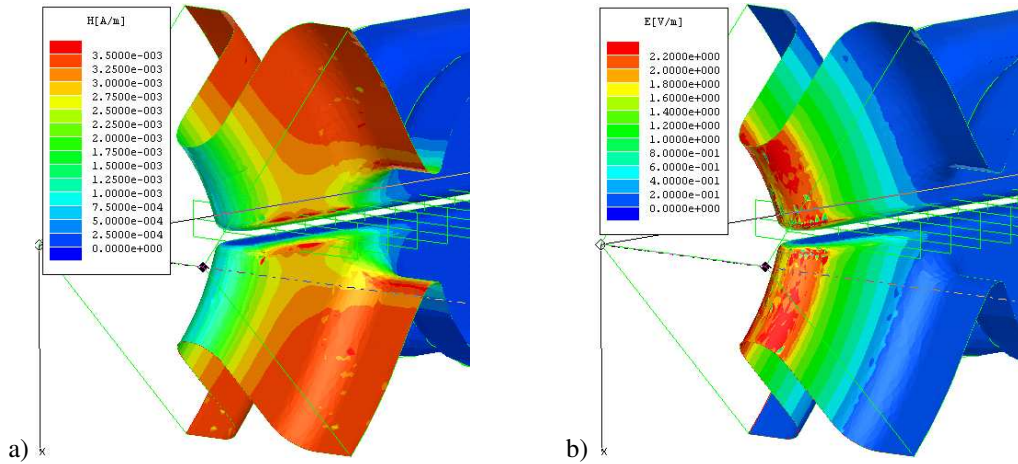 H[A/m]
3.5000e-003
3.2500e-003
3.0000e-003
2.7500e-003
2.5000e-003
2.2500e-003
2.0000e-003
1.7500e-003
1.5000e-003
1.2500e-003
1.0000e-003
7.5000e-004
5.0000e-004
2.5000e-004
0.0000e+000
a)
x
E[V/m]
2.2000e+000
2.0000e+000
1.8000e+000
1.6000e+000
1.4000e+000
1.2000e+000
1.0000e+000
8.0000e-001
6.0000e-001
4.0000e-001
2.0000e-001
0.0000e+000
b)
x